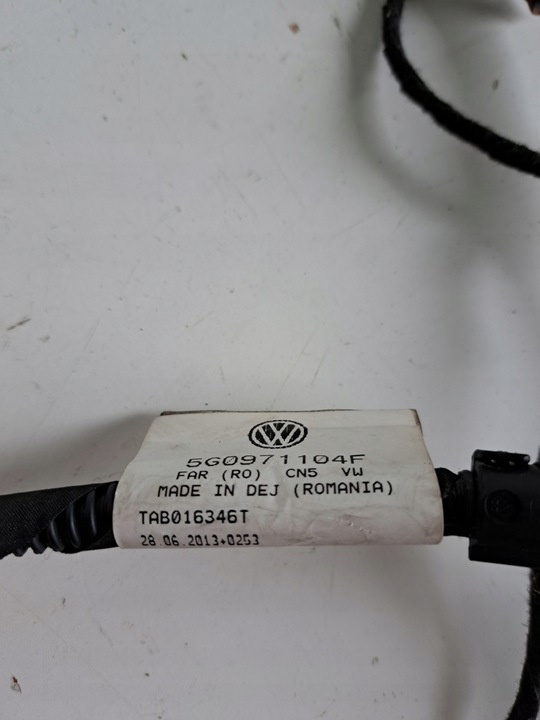 5G0971104F
FAR (RO) CN5 VW
MADE IN DEJ (ROMANIA)
TAB016346T
28.06.2013+0253